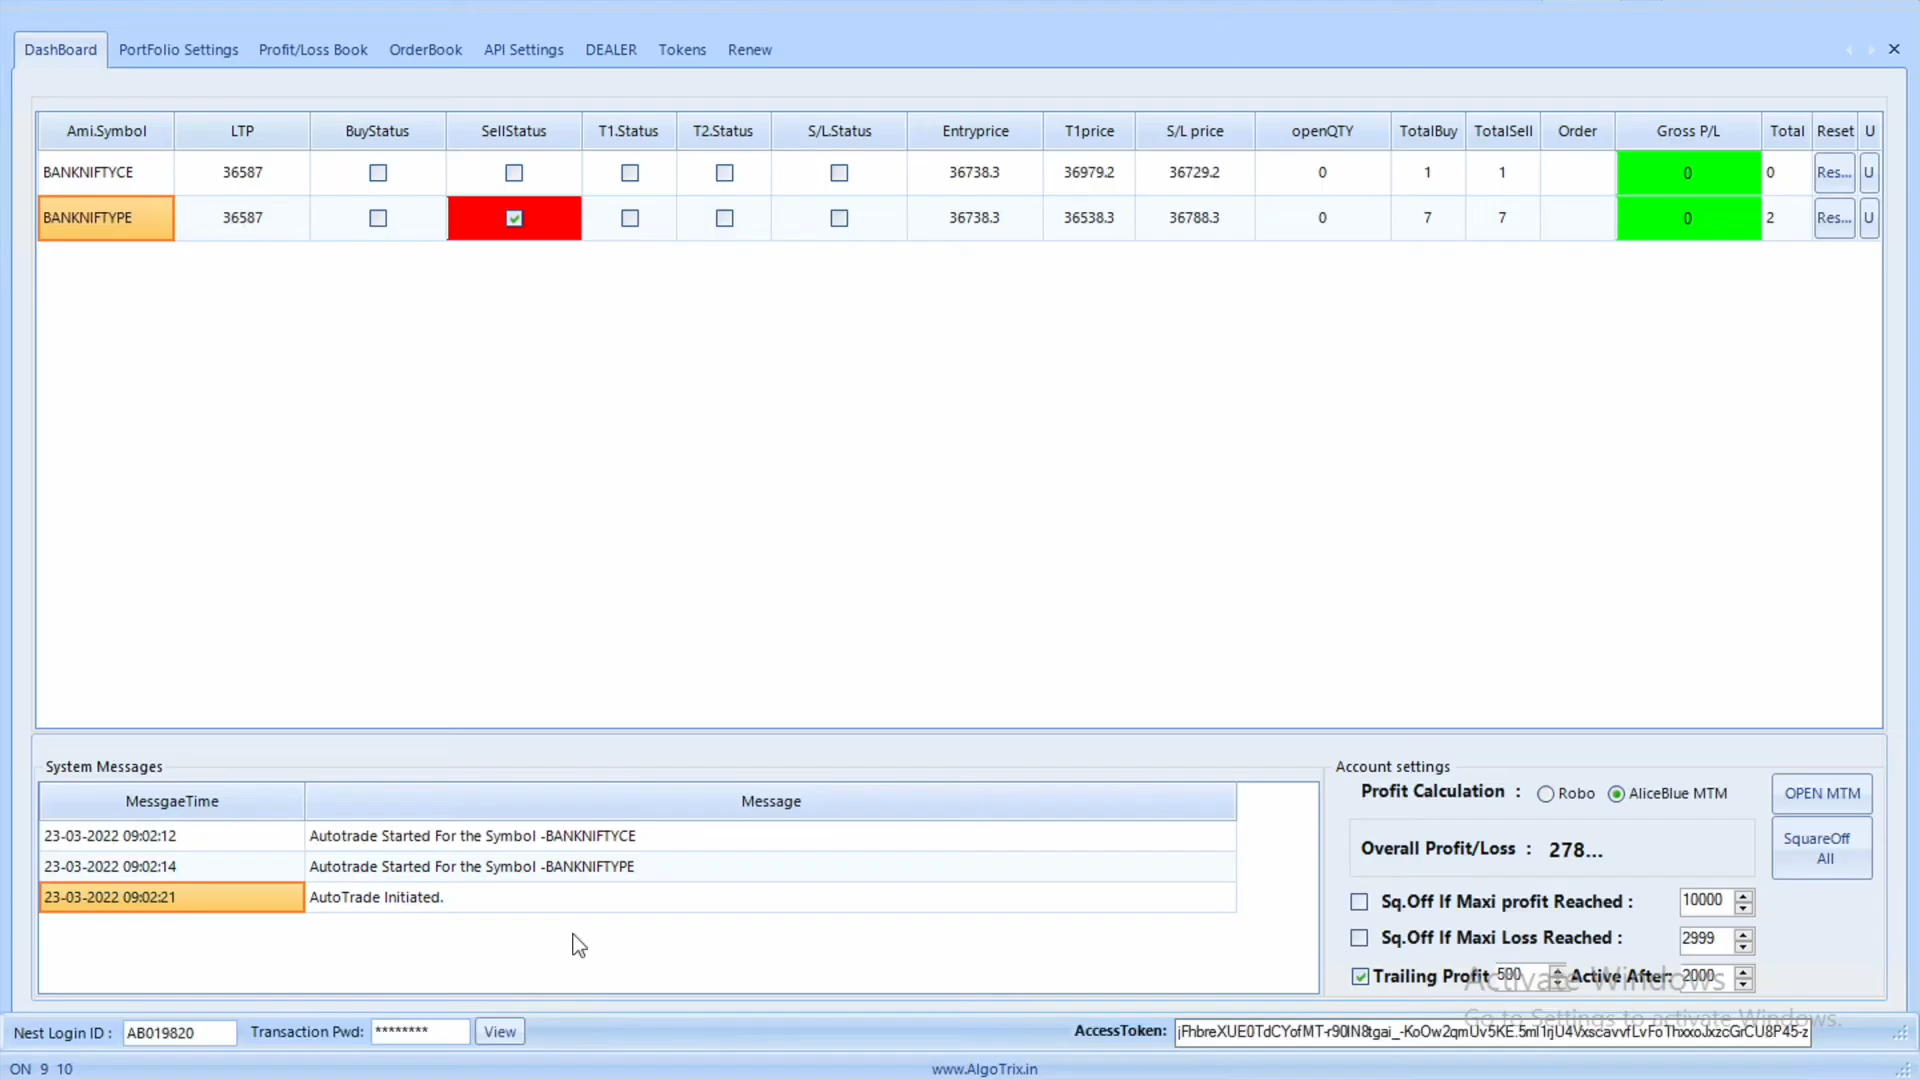 DashBoard PortFolio Settings Profit/Loss Book OrderBook API Settings DEALER Tokens Renew
Ami.Symbol LTP BuyStatus SellStatus T1.Status T2.Status S/L.Status Entryprice T1price S/L price openQTY TotalBuy TotalSell Order Gross P/L Total Reset U
BANKNIFTYCE 36587 36738.3 36979.2 36729.2 0 1 1 0 0 Res... U
BANKNIFTYPE 36587 36738.3 36538.3 36788.3 0 7 7 0 2 Res... U
System Messages
MessgaeTime Message
23-03-2022 09:02:12 Autotrade Started For the Symbol -BANKNIFTYCE
23-03-2022 09:02:14 Autotrade Started For the Symbol -BANKNIFTYPE
23-03-2022 09:02:21 AutoTrade Initiated.
Account settings
Profit Calculation : Robo AliceBlue MTM
OPEN MTM
Overall Profit/Loss : 278...
SquareOff
All
Sq.Off If Maxi profit Reached : 10000
Sq.Off If Maxi Loss Reached : 2999
Trailing Profit 500 Active After: 2000
Activate Windows
Go to Settings to activate Windows.
Nest Login ID : AB019820 Transaction Pwd: ******** View AccessToken:
ON 9 10 www.AlgoTrix.in